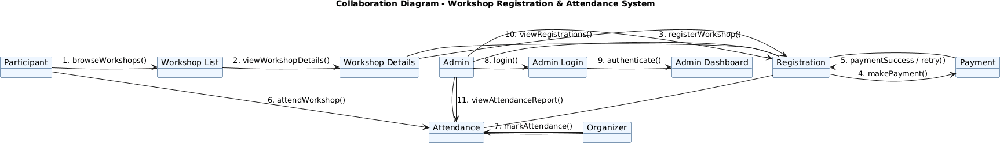 Collaboration Diagram - Workshop Registration & Attendance System
10. viewRegistrations()
3. registerWorkshop()
Participant
1. browseWorkshops()
Workshop List
2. viewWorkshopDetails()
Workshop Details
Admin
8. login()
Admin Login
9. authenticate()
Admin Dashboard
Registration
5. paymentSuccess / retry()
Payment
4. makePayment()
6. attendWorkshop()
11. viewAttendanceReport()
Attendance
7. markAttendance()
Organizer